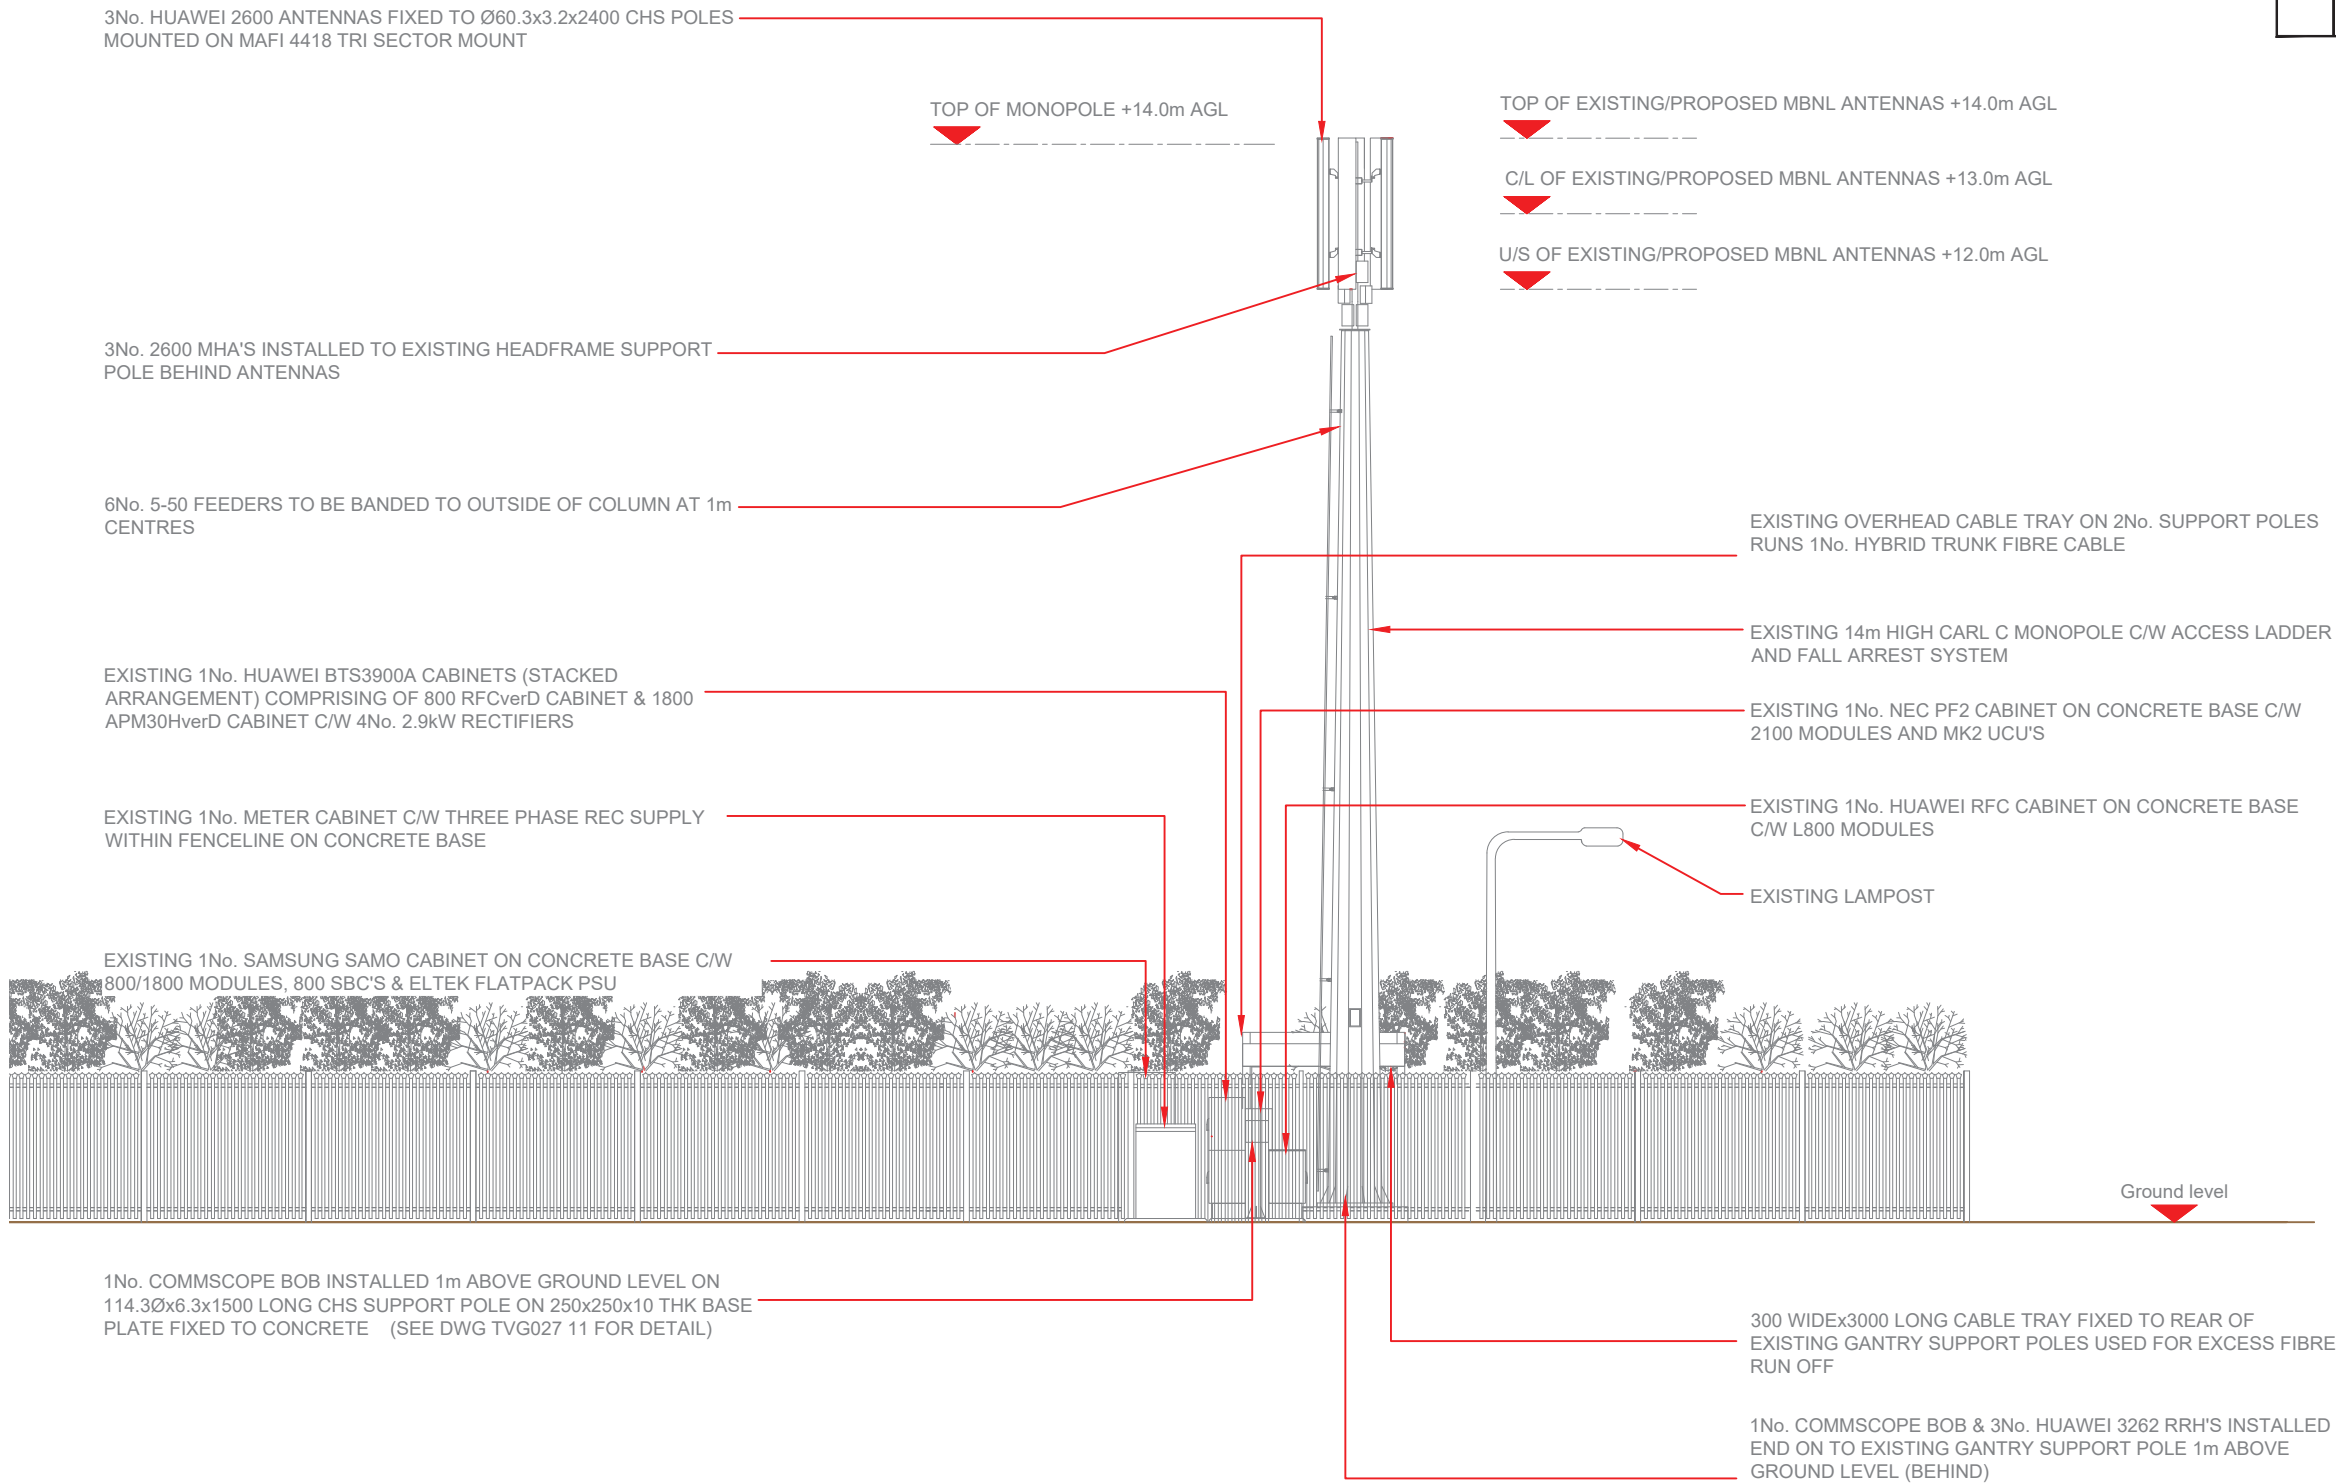 3No. HUAWEI 2600 ANTENNAS FIXED TO Ø60.3x3.2x2400 CHS POLES
MOUNTED ON MAFI 4418 TRI SECTOR MOUNT
TOP OF MONOPOLE +14.0m AGL
TOP OF EXISTING/PROPOSED MBNL ANTENNAS +14.0m AGL
C/L OF EXISTING/PROPOSED MBNL ANTENNAS +13.0m AGL
U/S OF EXISTING/PROPOSED MBNL ANTENNAS +12.0m AGL
3No. 2600 MHA'S INSTALLED TO EXISTING HEADFRAME SUPPORT
POLE BEHIND ANTENNAS
6No. 5-50 FEEDERS TO BE BANDED TO OUTSIDE OF COLUMN AT 1m
CENTRES
EXISTING OVERHEAD CABLE TRAY ON 2No. SUPPORT POLES
RUNS 1No. HYBRID TRUNK FIBRE CABLE
EXISTING 14m HIGH CARL C MONOPOLE C/W ACCESS LADDER
AND FALL ARREST SYSTEM
EXISTING 1No. HUAWEI BTS3900A CABINETS (STACKED
ARRANGEMENT) COMPRISING OF 800 RFCverD CABINET & 1800
APM30HverD CABINET C/W 4No. 2.9kW RECTIFIERS
EXISTING 1No. NEC PF2 CABINET ON CONCRETE BASE C/W
2100 MODULES AND MK2 UCU'S
EXISTING 1No. METER CABINET C/W THREE PHASE REC SUPPLY
WITHIN FENCELINE ON CONCRETE BASE
EXISTING 1No. HUAWEI RFC CABINET ON CONCRETE BASE
C/W L800 MODULES
EXISTING LAMPOST
EXISTING 1No. SAMSUNG SAMO CABINET ON CONCRETE BASE C/W
800/1800 MODULES, 800 SBC'S & ELTEK FLATPACK PSU
Ground level
1No. COMMSCOPE BOB INSTALLED 1m ABOVE GROUND LEVEL ON
114.3Øx6.3x1500 LONG CHS SUPPORT POLE ON 250x250x10 THK BASE
PLATE FIXED TO CONCRETE (SEE DWG TVG027 11 FOR DETAIL)
300 WIDEx3000 LONG CABLE TRAY FIXED TO REAR OF
EXISTING GANTRY SUPPORT POLES USED FOR EXCESS FIBRE
RUN OFF
1No. COMMSCOPE BOB & 3No. HUAWEI 3262 RRH'S INSTALLED
END ON TO EXISTING GANTRY SUPPORT POLE 1m ABOVE
GROUND LEVEL (BEHIND)